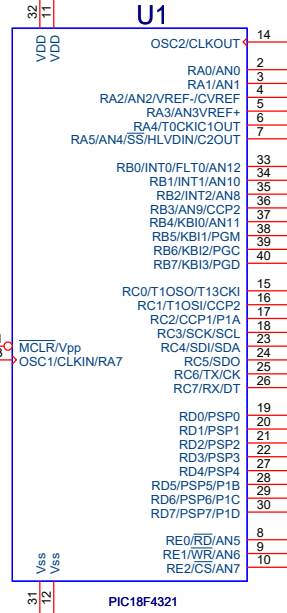 U1
32
11
VDD
VDD
OSC2/CLKOUT 14
RA0/AN0 2
RA1/AN1 3
RA2/AN2/VREF-/CVREF 4
RA3/AN3VREF+ 5
RA4/T0CKIC1OUT 6
RA5/AN4/SS/HLVDIN/C2OUT 7
RB0/INT0/FLT0/AN12 33
RB1/INT1/AN10 34
RB2/INT2/AN8 35
RB3/AN9/CCP2 36
RB4/KBI0/AN11 37
RB5/KBI1/PGM 38
RB6/KBI2/PGC 39
RB7/KBI3/PGD 40
RC0/T1OSO/T13CKI 15
RC1/T1OSI/CCP2 16
RC2/CCP1/P1A 17
RC3/SCK/SCL 18
MCLR/Vpp RC4/SDI/SDA 23
OSC1/CLKIN/RA7 RC5/SDO 24
RC6/TX/CK 25
RC7/RX/DT 26
RD0/PSP0 19
RD1/PSP1 20
RD2/PSP2 21
RD3/PSP3 22
RD4/PSP4 27
RD5/PSP5/P1B 28
RD6/PSP6/P1C 29
RD7/PSP7/P1D 30
RE0/RD/AN5 8
RE1/WR/AN6 9
RE2/CS/AN7 10
Vss
Vss
31
12
PIC18F4321